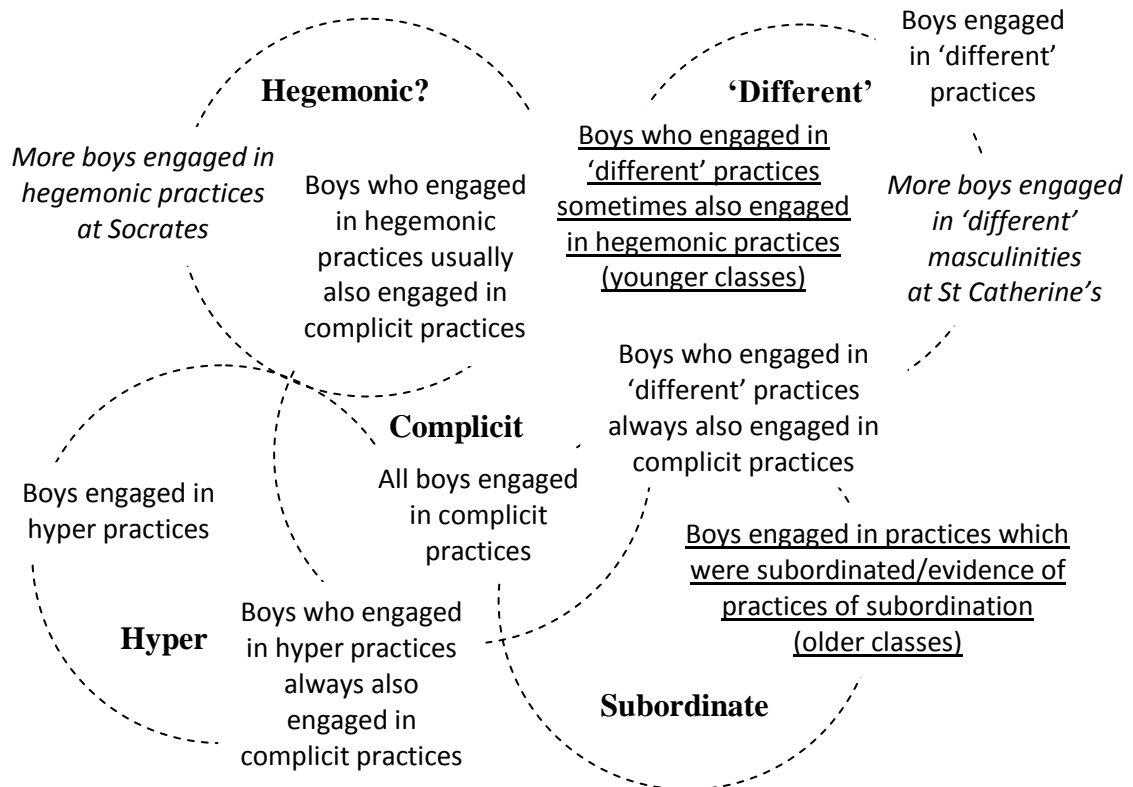 Hegemonic?
More boys engaged in
hegemonic practices
at Socrates
Boys who engaged
in hegemonic
practices usually
also engaged in
complicit practices
‘Different’
Boys engaged
in ‘different’
practices
Boys who engaged in
‘different’ practices
sometimes also engaged
in hegemonic practices
(younger classes)
More boys engaged
in ‘different’
masculinities
at St Catherine’s
Boys who engaged in
‘different’ practices
always also engaged in
complicit practices
Complicit
All boys engaged
in complicit
practices
Boys engaged in
hyper practices
Hyper
Boys who engaged
in hyper practices
always also
engaged in
complicit practices
Boys engaged in practices which
were subordinated/evidence of
practices of subordination
(older classes)
Subordinate